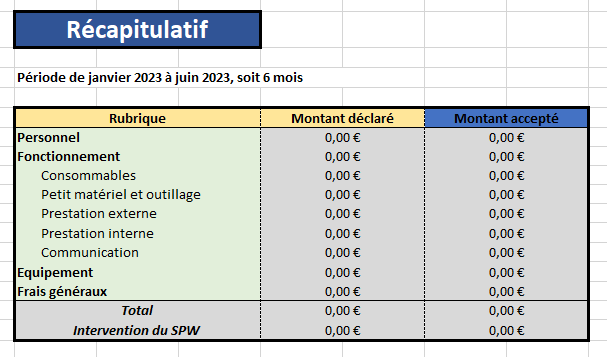 Récapitulatif
Période de janvier 2023 à juin 2023, soit 6 mois
Rubrique Montant déclaré Montant accepté
Personnel 0,00 € 0,00 €
Fonctionnement 0,00 € 0,00 €
Consommables 0,00 € 0,00 €
Petit matériel et outillage 0,00 € 0,00 €
Prestation externe 0,00 € 0,00 €
Prestation interne 0,00 € 0,00 €
Communication 0,00 € 0,00 €
Equipement 0,00 € 0,00 €
Frais généraux 0,00 € 0,00 €
Total 0,00 € 0,00 €
Intervention du SPW 0,00 € 0,00 €